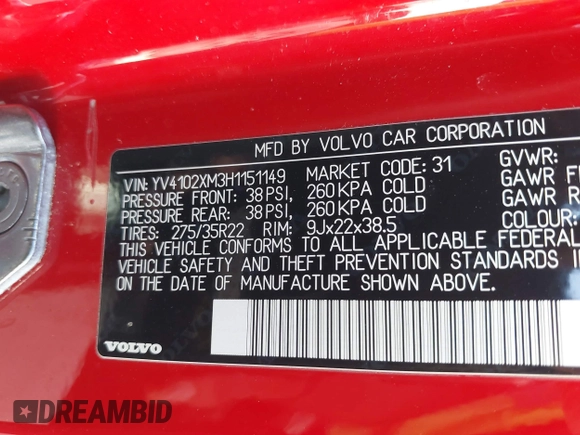 MFD BY VOLVO CAR CORPORATION
VIN: YV4102XM3H1151149 MARKET CODE: 31 GVWR:
PRESSURE FRONT: 38PSI, 260KPA COLD GAWR
PRESSURE REAR: 38PSI, 260KPA COLD GAWR
TIRES: 275/35R22 RIM: 9Jx22x38.5 COLOUR:
THIS VEHICLE CONFORMS TO ALL APPLICABLE FEDERAL
VEHICLE SAFETY AND THEFT PREVENTION STANDARDS
ON THE DATE OF MANUFACTURE SHOWN ABOVE.
VOLVO
DREAMBID